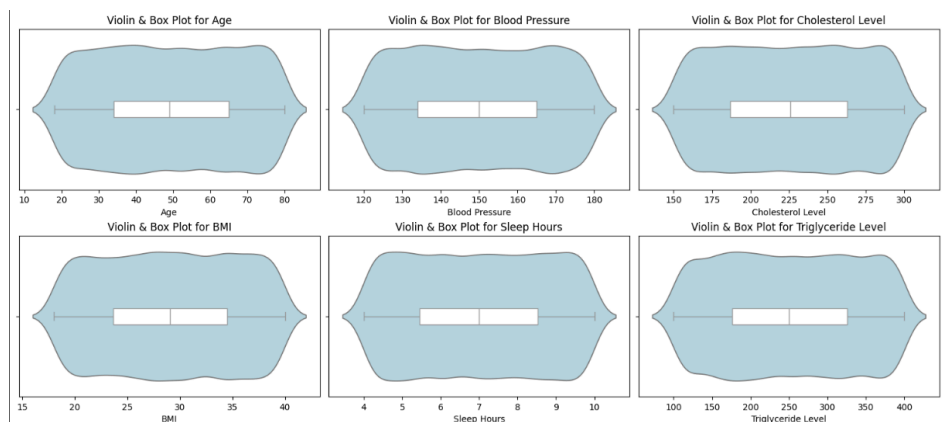 Violin & Box Plot for Age
Violin & Box Plot for Blood Pressure
Violin & Box Plot for Cholesterol Level
10 20 30 40 50 60 70 80
120 130 140 150 160 170 180
150 175 200 225 250 275 300
Age
Blood Pressure
Cholesterol Level
Violin & Box Plot for BMI
Violin & Box Plot for Sleep Hours
Violin & Box Plot for Triglyceride Level
15 20 25 30 35 40
4 5 6 7 8 9 10
100 150 200 250 300 350 400
BMI
Sleep Hours
Triglyceride Level